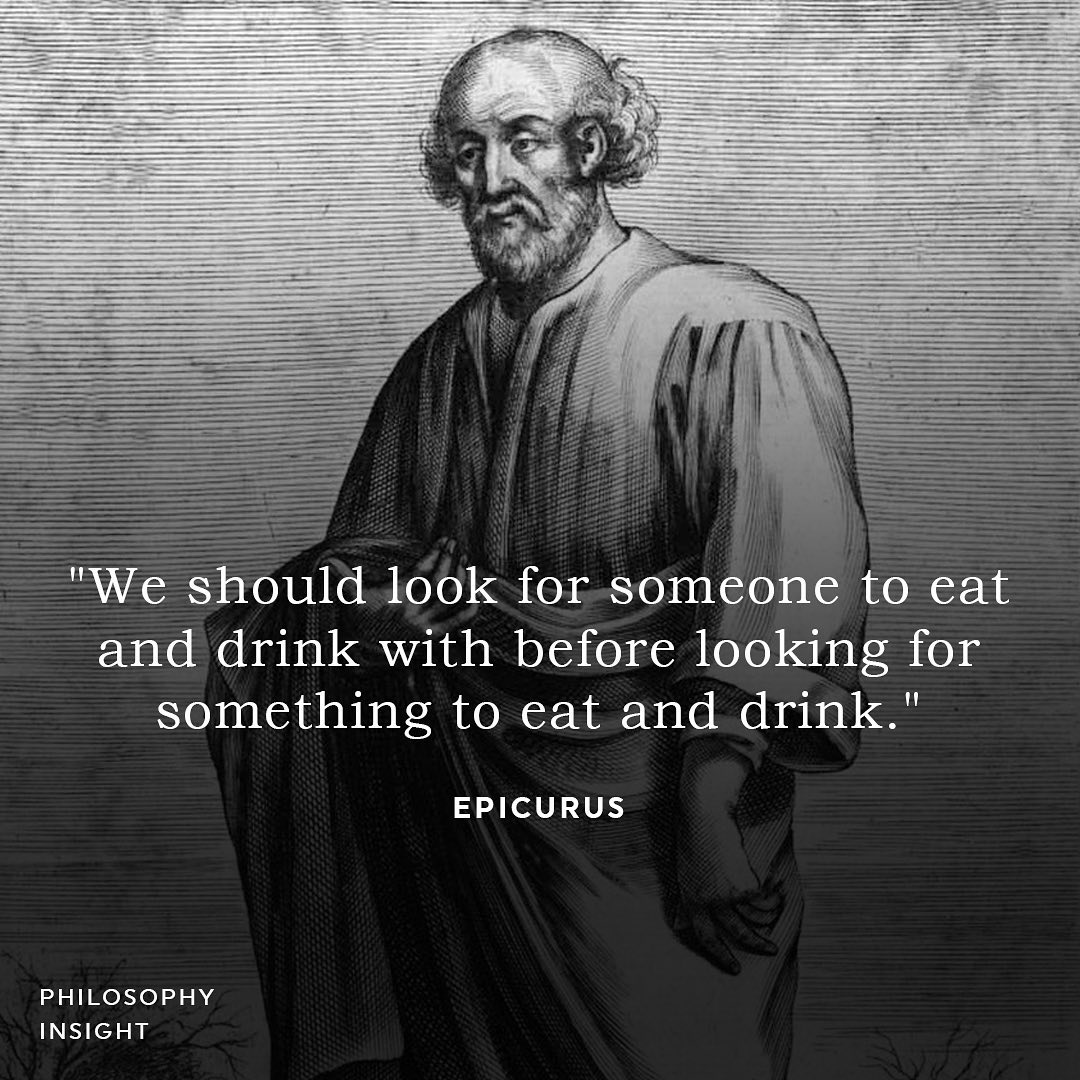 "We should look for someone to eat
and drink with before looking for
something to eat and drink."
EPICURUS
PHILOSOPHY
INSIGHT